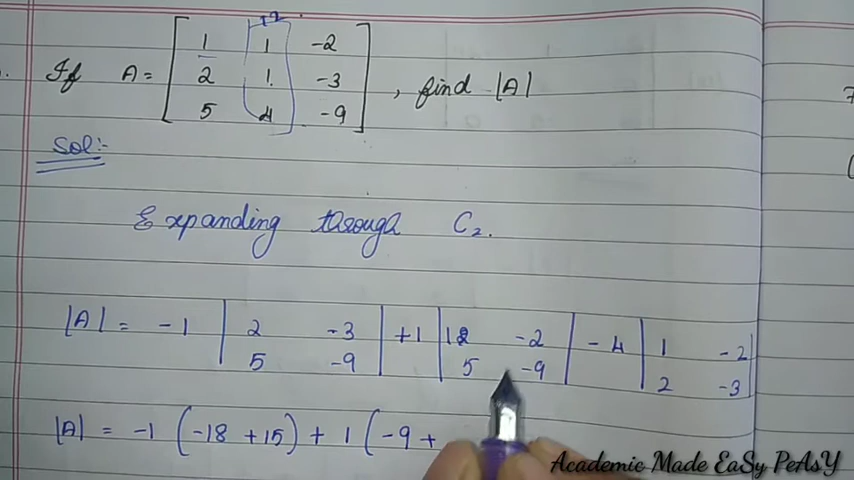 If A = [ 1 1 -2
2 1 -3
5 4 -9 ], find |A|
Sol:-
Expanding through C₂.
|A| = -1 | 2 -3 | +1 | 1 -2 | - 4 | 1 -2 |
5 -9 5 -9 2 -3
|A| = -1 (-18 +15) + 1 (-9 +
Academic Made EaSy PeAsY